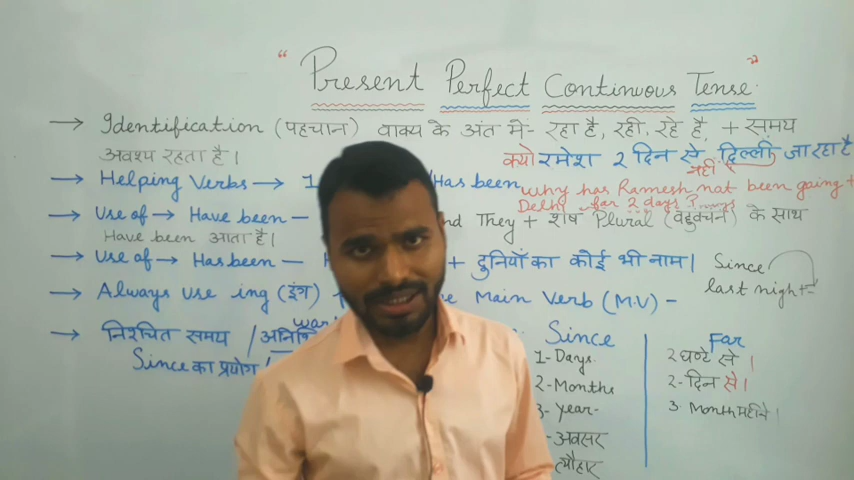 " Present Perfect Continuous Tense. "
→ Identification (पहचान) वाक्य के अंत में - रहा है, रही, रहे है, + समय
अवश्य रहता है।
क्यो रमेश 2 दिन से दिल्ली जा रहा है
नहीं
→ Helping Verbs → /Has been
why has Ramesh not been going
Delhi for 2 days
→ Use of → Have been - and They + शेष Plural (बहुवचन) के साथ
Have been आता है।
→ Use of → Has been - + दुनियाँ का कोई भी नाम।
Since
last night
→ Always use ing (इंग) Main Verb (M.V) -
→ निश्चित समय /
Since का प्रयोग
Since
1- Days.
2- Months
3- Year-
- अवसर
त्यौहार
For
2 घण्टे से।
2- दिन से।
3. Month महीने।